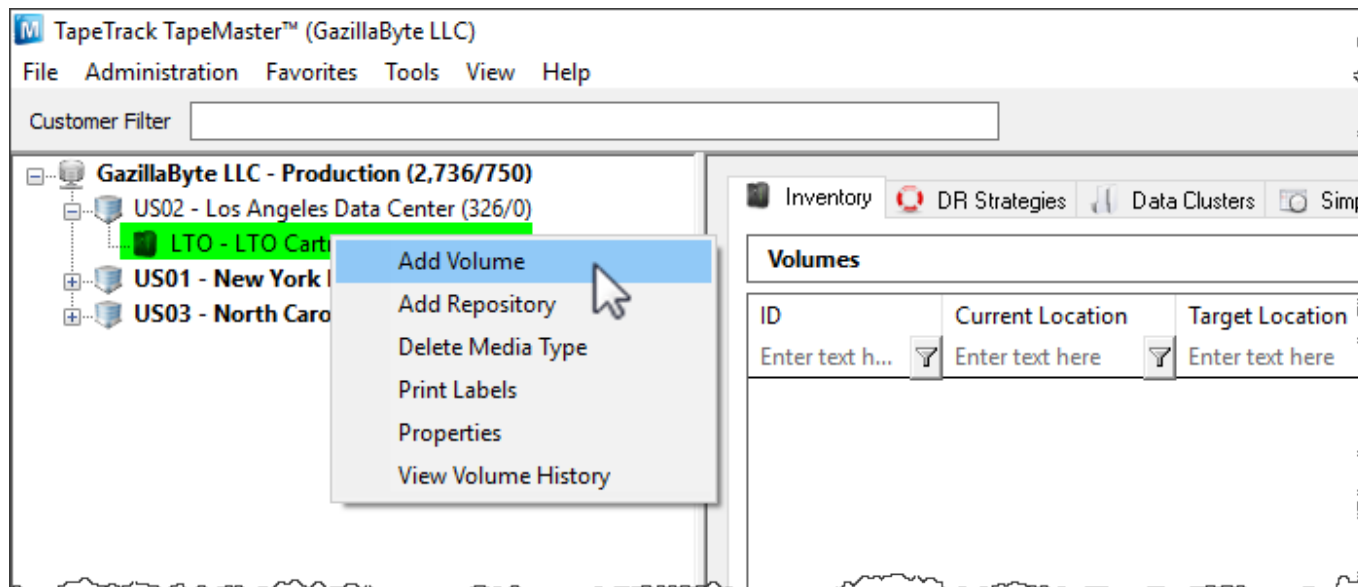 TapeTrack TapeMaster™ (GazillaByte LLC)
File Administration Favorites Tools View Help
Customer Filter
GazillaByte LLC - Production (2,736/750)
US02 - Los Angeles Data Center (326/0)
LTO - LTO
US01 - New York
US03 - North
Add Volume
Add Repository
Delete Media Type
Print Labels
Properties
View Volume History
Inventory DR Strategies Data Clusters
Volumes
ID Current Location Target Location
Enter text h... Enter text here Enter text here